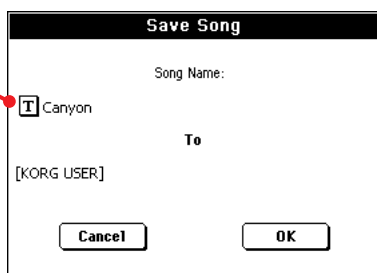 Save Song
Song Name:
T Canyon
To
[KORG USER]
Cancel OK